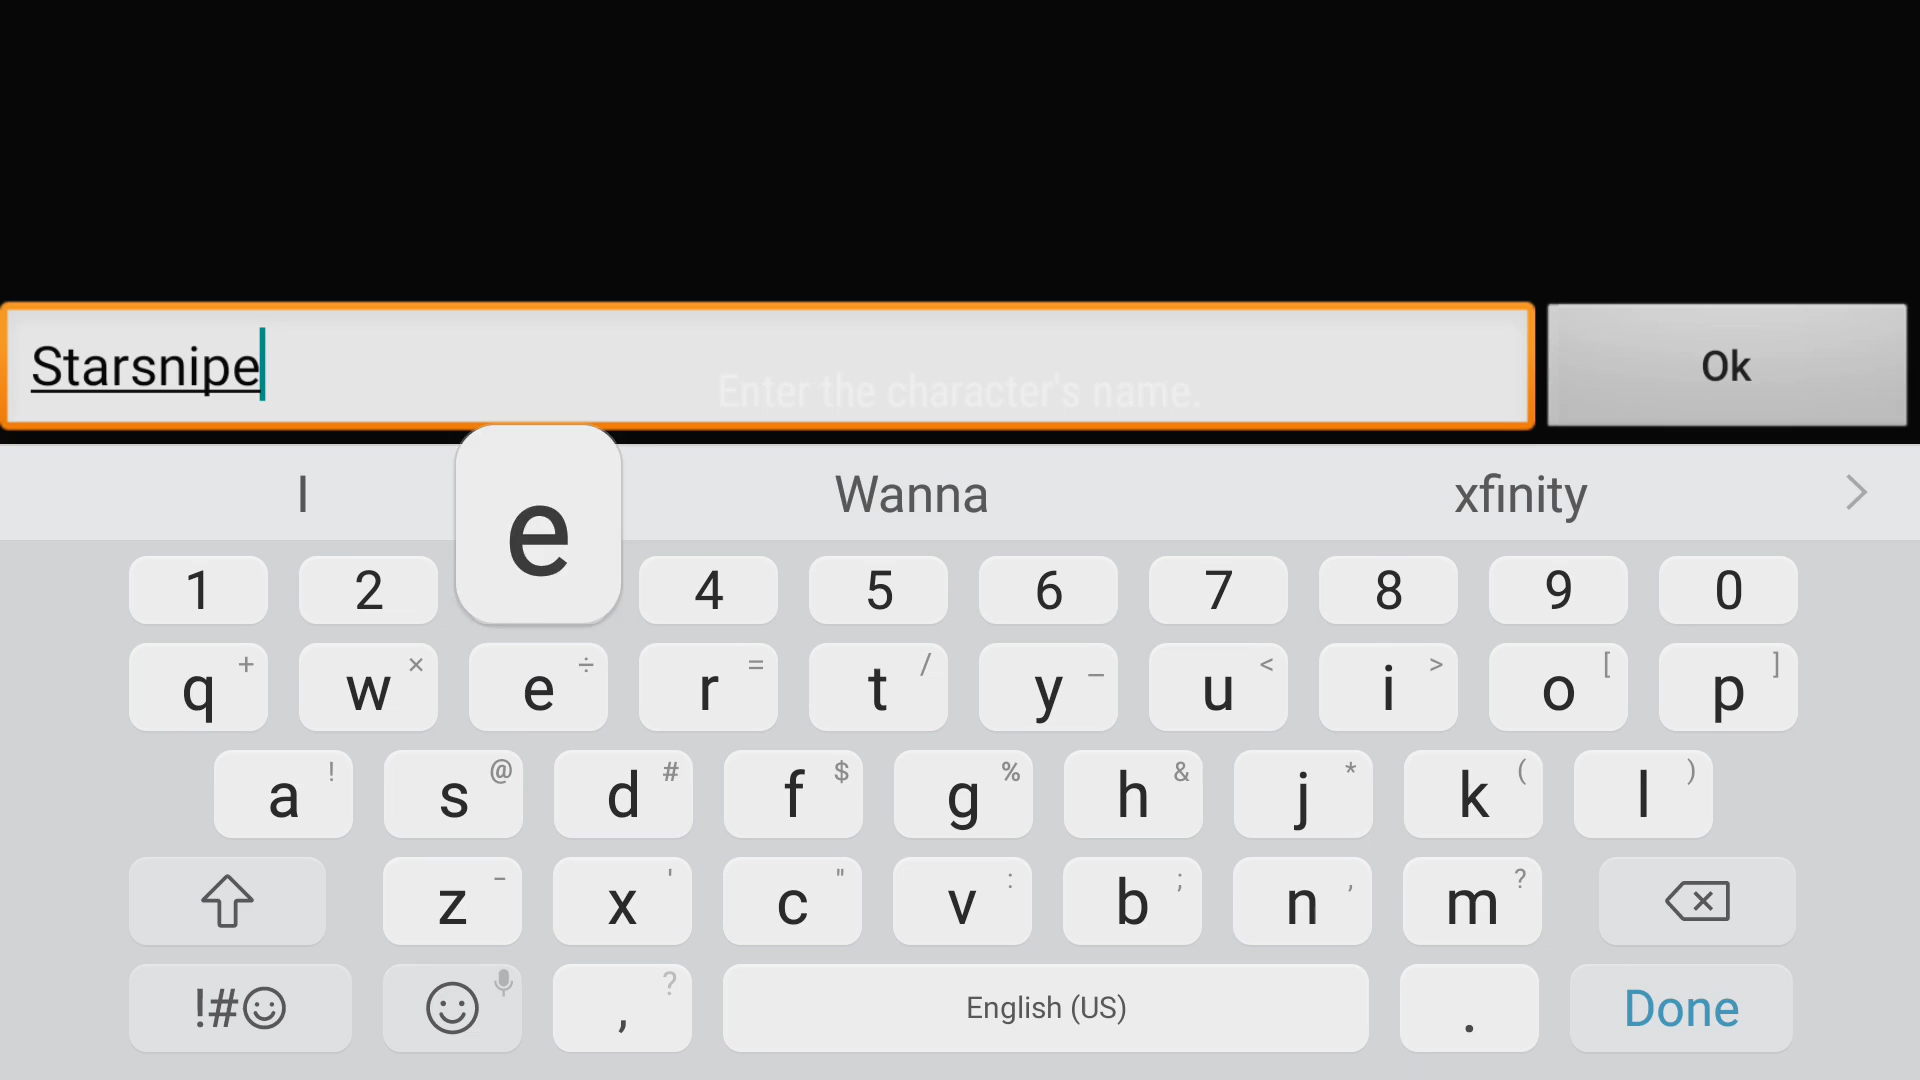 Starsnipe
Enter the character's name.
Ok
I
Wanna
xfinity
e
1 2 4 5 6 7 8 9 0
q + w × e ÷ r = t / y _ u < i > o [ p ]
a ! s @ d # f $ g % h & j * k ( l )
z - x ' c " v : b ; n , m ?
!#☺ , ? English (US) . Done